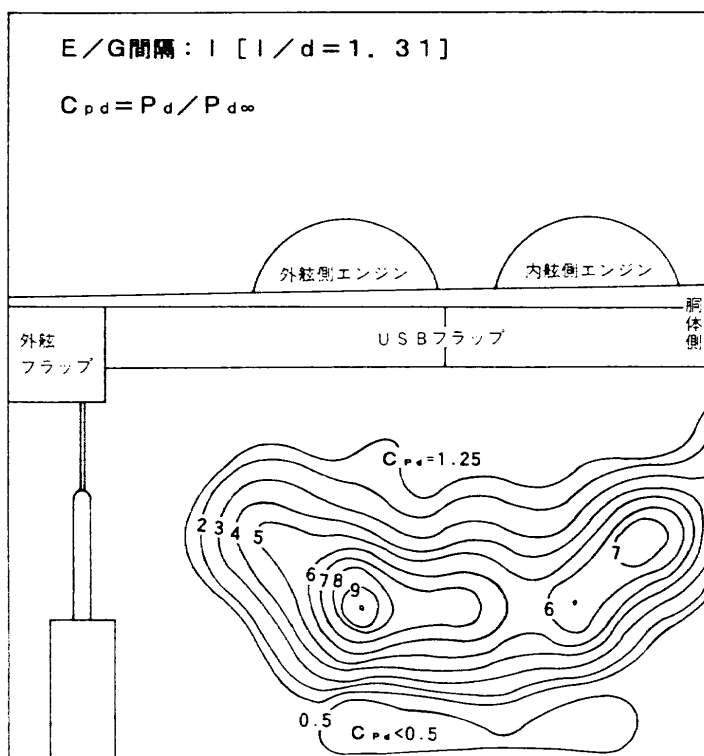 E/G間隔: l [l/d=1. 31]
Cpd=Pd/Pd∞
外舷側エンジン
内舷側エンジン
外舷
フラップ
USBフラップ
胴
体
側
Cpd=1.25
2
3
4
5
6
7
8
9
6
7
0.5
Cpd<0.5